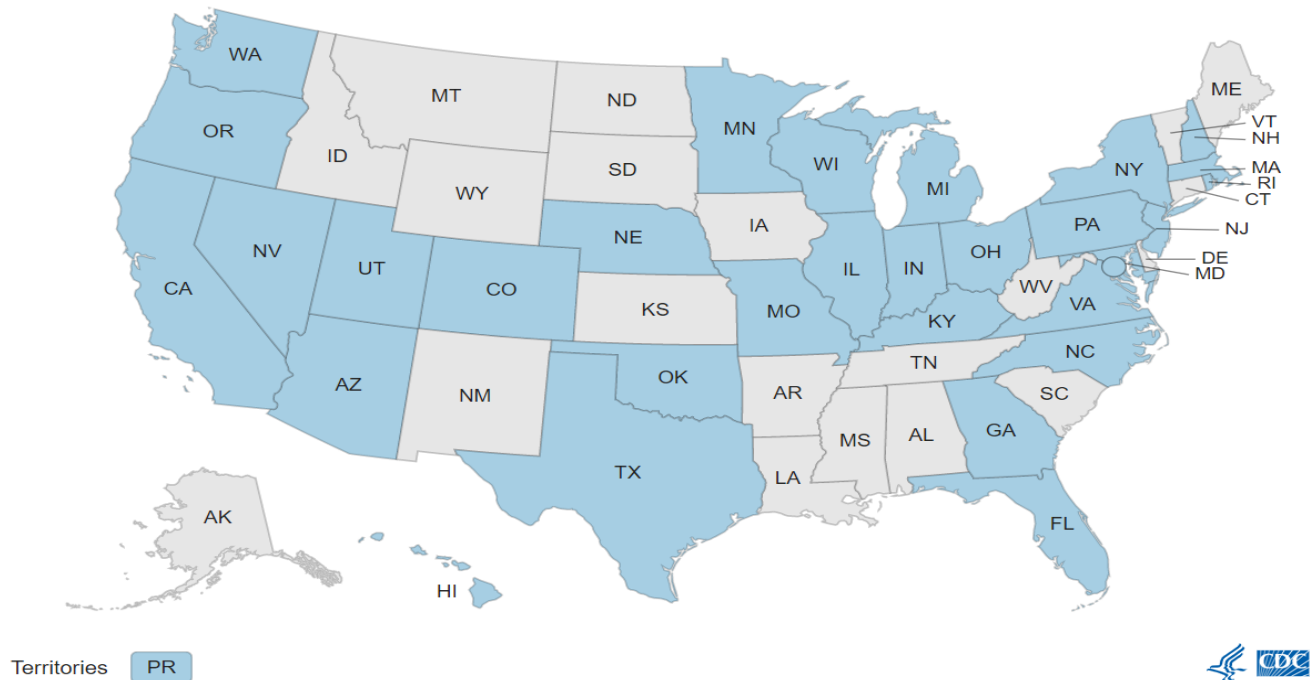 WA
MT
ND
MN
ME
VT
NH
OR
ID
WY
SD
WI
MI
NY
MA
RI
CT
NV
UT
CO
NE
IA
IL
IN
OH
PA
NJ
DE
MD
CA
AZ
NM
KS
MO
KY
WV
VA
OK
AR
TN
NC
SC
TX
LA
MS
AL
GA
FL
AK
HI
Territories PR
CDC